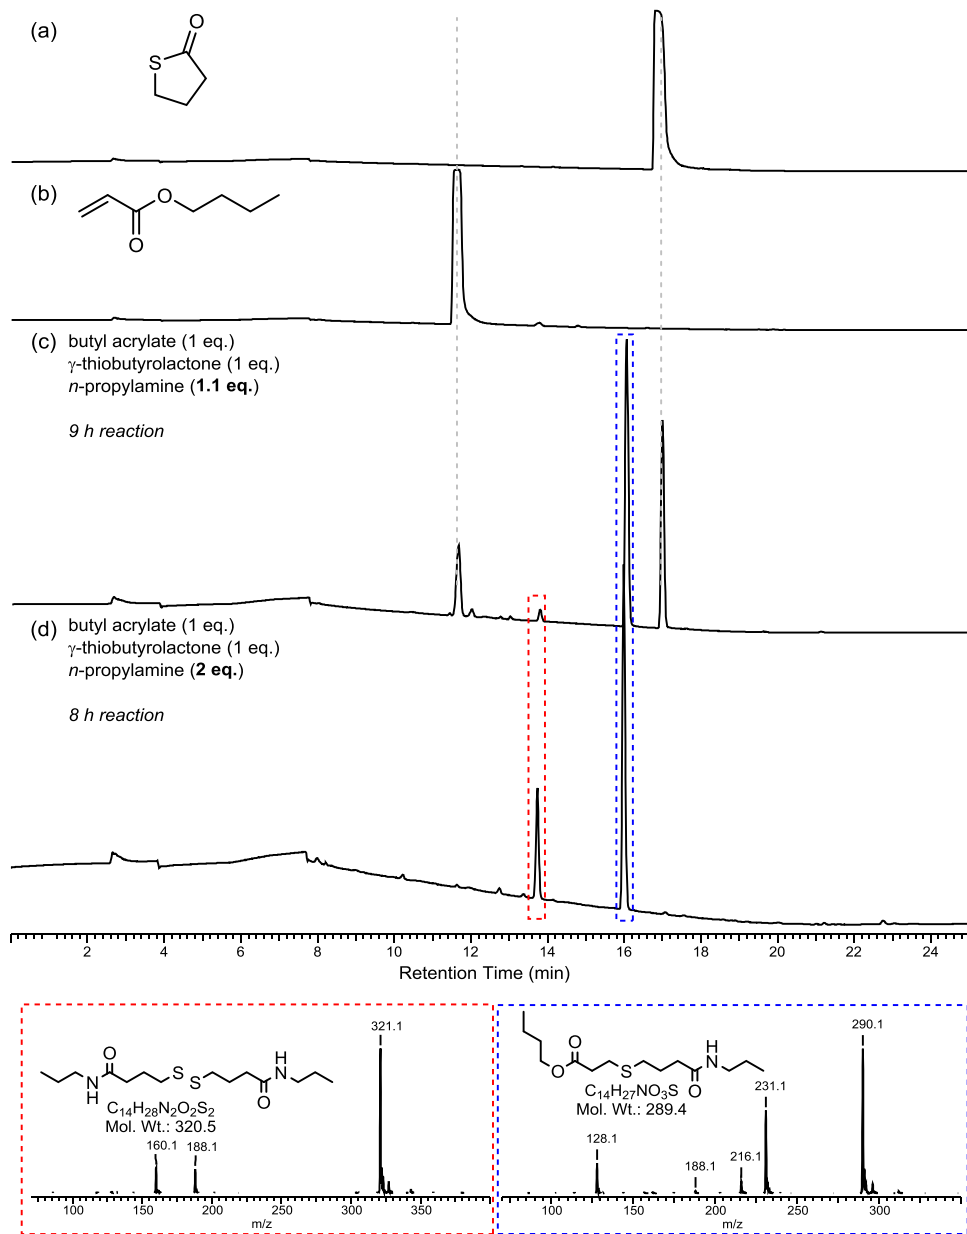 (a)
O
S
(b)
O
O
(c)
butyl acrylate (1 eq.)
γ-thiobutyrolactone (1 eq.)
n-propylamine (1.1 eq.)
9 h reaction
(d)
butyl acrylate (1 eq.)
γ-thiobutyrolactone (1 eq.)
n-propylamine (2 eq.)
8 h reaction
2 4 6 8 10 12 14 16 18 20 22 24
Retention Time (min)
321.1
O
H
N
S
N
H
S
O
C14H28N2O2S2
Mol. Wt.: 320.5
160.1 188.1
100 150 200 250 300 350
m/z
290.1
O
H
N
O
S
O
C14H27NO3S
Mol. Wt.: 289.4
231.1
128.1
188.1
216.1
100 150 200 250 300
m/z